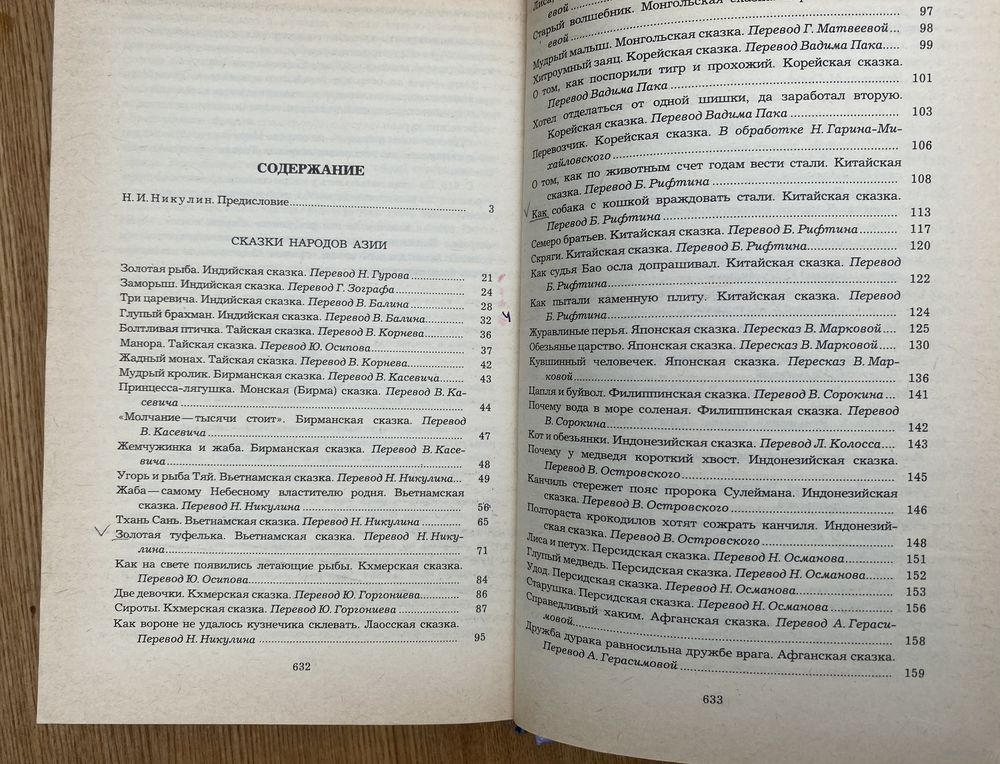 СОДЕРЖАНИЕ
Н. И. Никулин. Предисловие.......... 3
СКАЗКИ НАРОДОВ АЗИИ
Золотая рыба. Индийская сказка. Перевод Н. Гурова.......... 21
Заморыш. Индийская сказка. Перевод Г. Зографа.......... 24
Три царевича. Индийская сказка. Перевод В. Балина.......... 28
Глупый брахман. Индийская сказка. Перевод В. Балина.......... 32
Болтливая птичка. Тайская сказка. Перевод В. Корнева.......... 36
Манора. Тайская сказка. Перевод Ю. Осипова.......... 37
Жадный монах. Тайская сказка. Перевод В. Корнева.......... 42
Мудрый кролик. Бирманская сказка. Перевод В. Касевича.......... 43
Принцесса-лягушка. Монская (Бирма) сказка. Перевод В. Ка-
севича.......... 44
«Молчание — тысячи стоит». Бирманская сказка. Перевод
В. Касевича.......... 47
Жемчужинка и жаба. Бирманская сказка. Перевод В. Касе-
вича.......... 48
Угорь и рыба Тяй. Вьетнамская сказка. Перевод Н. Никулина... 49
Жаба — самому Небесному властителю родня. Вьетнамская
сказка. Перевод Н. Никулина.......... 56
Тхань Сань. Вьетнамская сказка. Перевод Н. Никулина.......... 65
Золотая туфелька. Вьетнамская сказка. Перевод Н. Нику-
лина.......... 71
Как на свете появились летающие рыбы. Кхмерская сказка.
Перевод Ю. Осипова.......... 84
Две девочки. Кхмерская сказка. Перевод Ю. Горгониева.......... 86
Сироты. Кхмерская сказка. Перевод Ю. Горгониева.......... 87
Как вороне не удалось кузнечика склевать. Лаосская сказка.
Перевод Н. Никулина.......... 95
632
Старый волшебник. Монгольская
евой.......... 97
Мудрый малыш. Монгольская сказка. Перевод Г. Матвеевой.... 98
Хитроумный заяц. Корейская сказка. Перевод Вадима Пака..... 99
О том, как поспорили тигр и прохожий. Корейская сказка.
Перевод Вадима Пака.......... 101
Хотел отделаться от одной шишки, да заработал вторую.
Корейская сказка. Перевод Вадима Пака.......... 103
Перевозчик. Корейская сказка. В обработке Н. Гарина-Ми-
хайловского.......... 106
О том, как по животным счет годам вести стали. Китайская
сказка. Перевод Б. Рифтина.......... 108
Как собака с кошкой враждовать стали. Китайская сказка.
Перевод Б. Рифтина.......... 113
Семеро братьев. Китайская сказка. Перевод Б. Рифтина.......... 117
Скряги. Китайская сказка. Перевод Б. Рифтина.......... 120
Как судья Бао осла допрашивал. Китайская сказка. Перевод
Б. Рифтина.......... 122
Как пытали каменную плиту. Китайская сказка. Перевод
Б. Рифтина.......... 124
Журавлиные перья. Японская сказка. Пересказ В. Марковой.... 125
Обезьянье царство. Японская сказка. Пересказ В. Марковой.... 130
Кувшинный человечек. Японская сказка. Пересказ В. Мар-
ковой.......... 136
Цапля и буйвол. Филиппинская сказка. Перевод В. Сорокина... 141
Почему вода в море соленая. Филиппинская сказка. Перевод
В. Сорокина.......... 142
Кот и обезьянки. Индонезийская сказка. Перевод Л. Колосса.... 143
Почему у медведя короткий хвост. Индонезийская сказка.
Перевод В. Островского.......... 145
Канчиль стережет пояс пророка Сулеймана. Индонезийская
сказка. Перевод В. Островского.......... 146
Полтораста крокодилов хотят сожрать канчиля. Индонезий-
ская сказка. Перевод В. Островского.......... 148
Лиса и петух. Персидская сказка. Перевод Н. Османова.......... 151
Глупый медведь. Персидская сказка. Перевод Н. Османова.......... 152
Удод. Персидская сказка. Перевод Н. Османова.......... 153
Старушка. Персидская сказка. Перевод Н. Османова.......... 156
Справедливый хаким. Афганская сказка. Перевод А. Гераси-
мовой.......... 158
Дружба дурака равносильна дружбе врага. Афганская сказка.
Перевод А. Герасимовой.......... 159
633